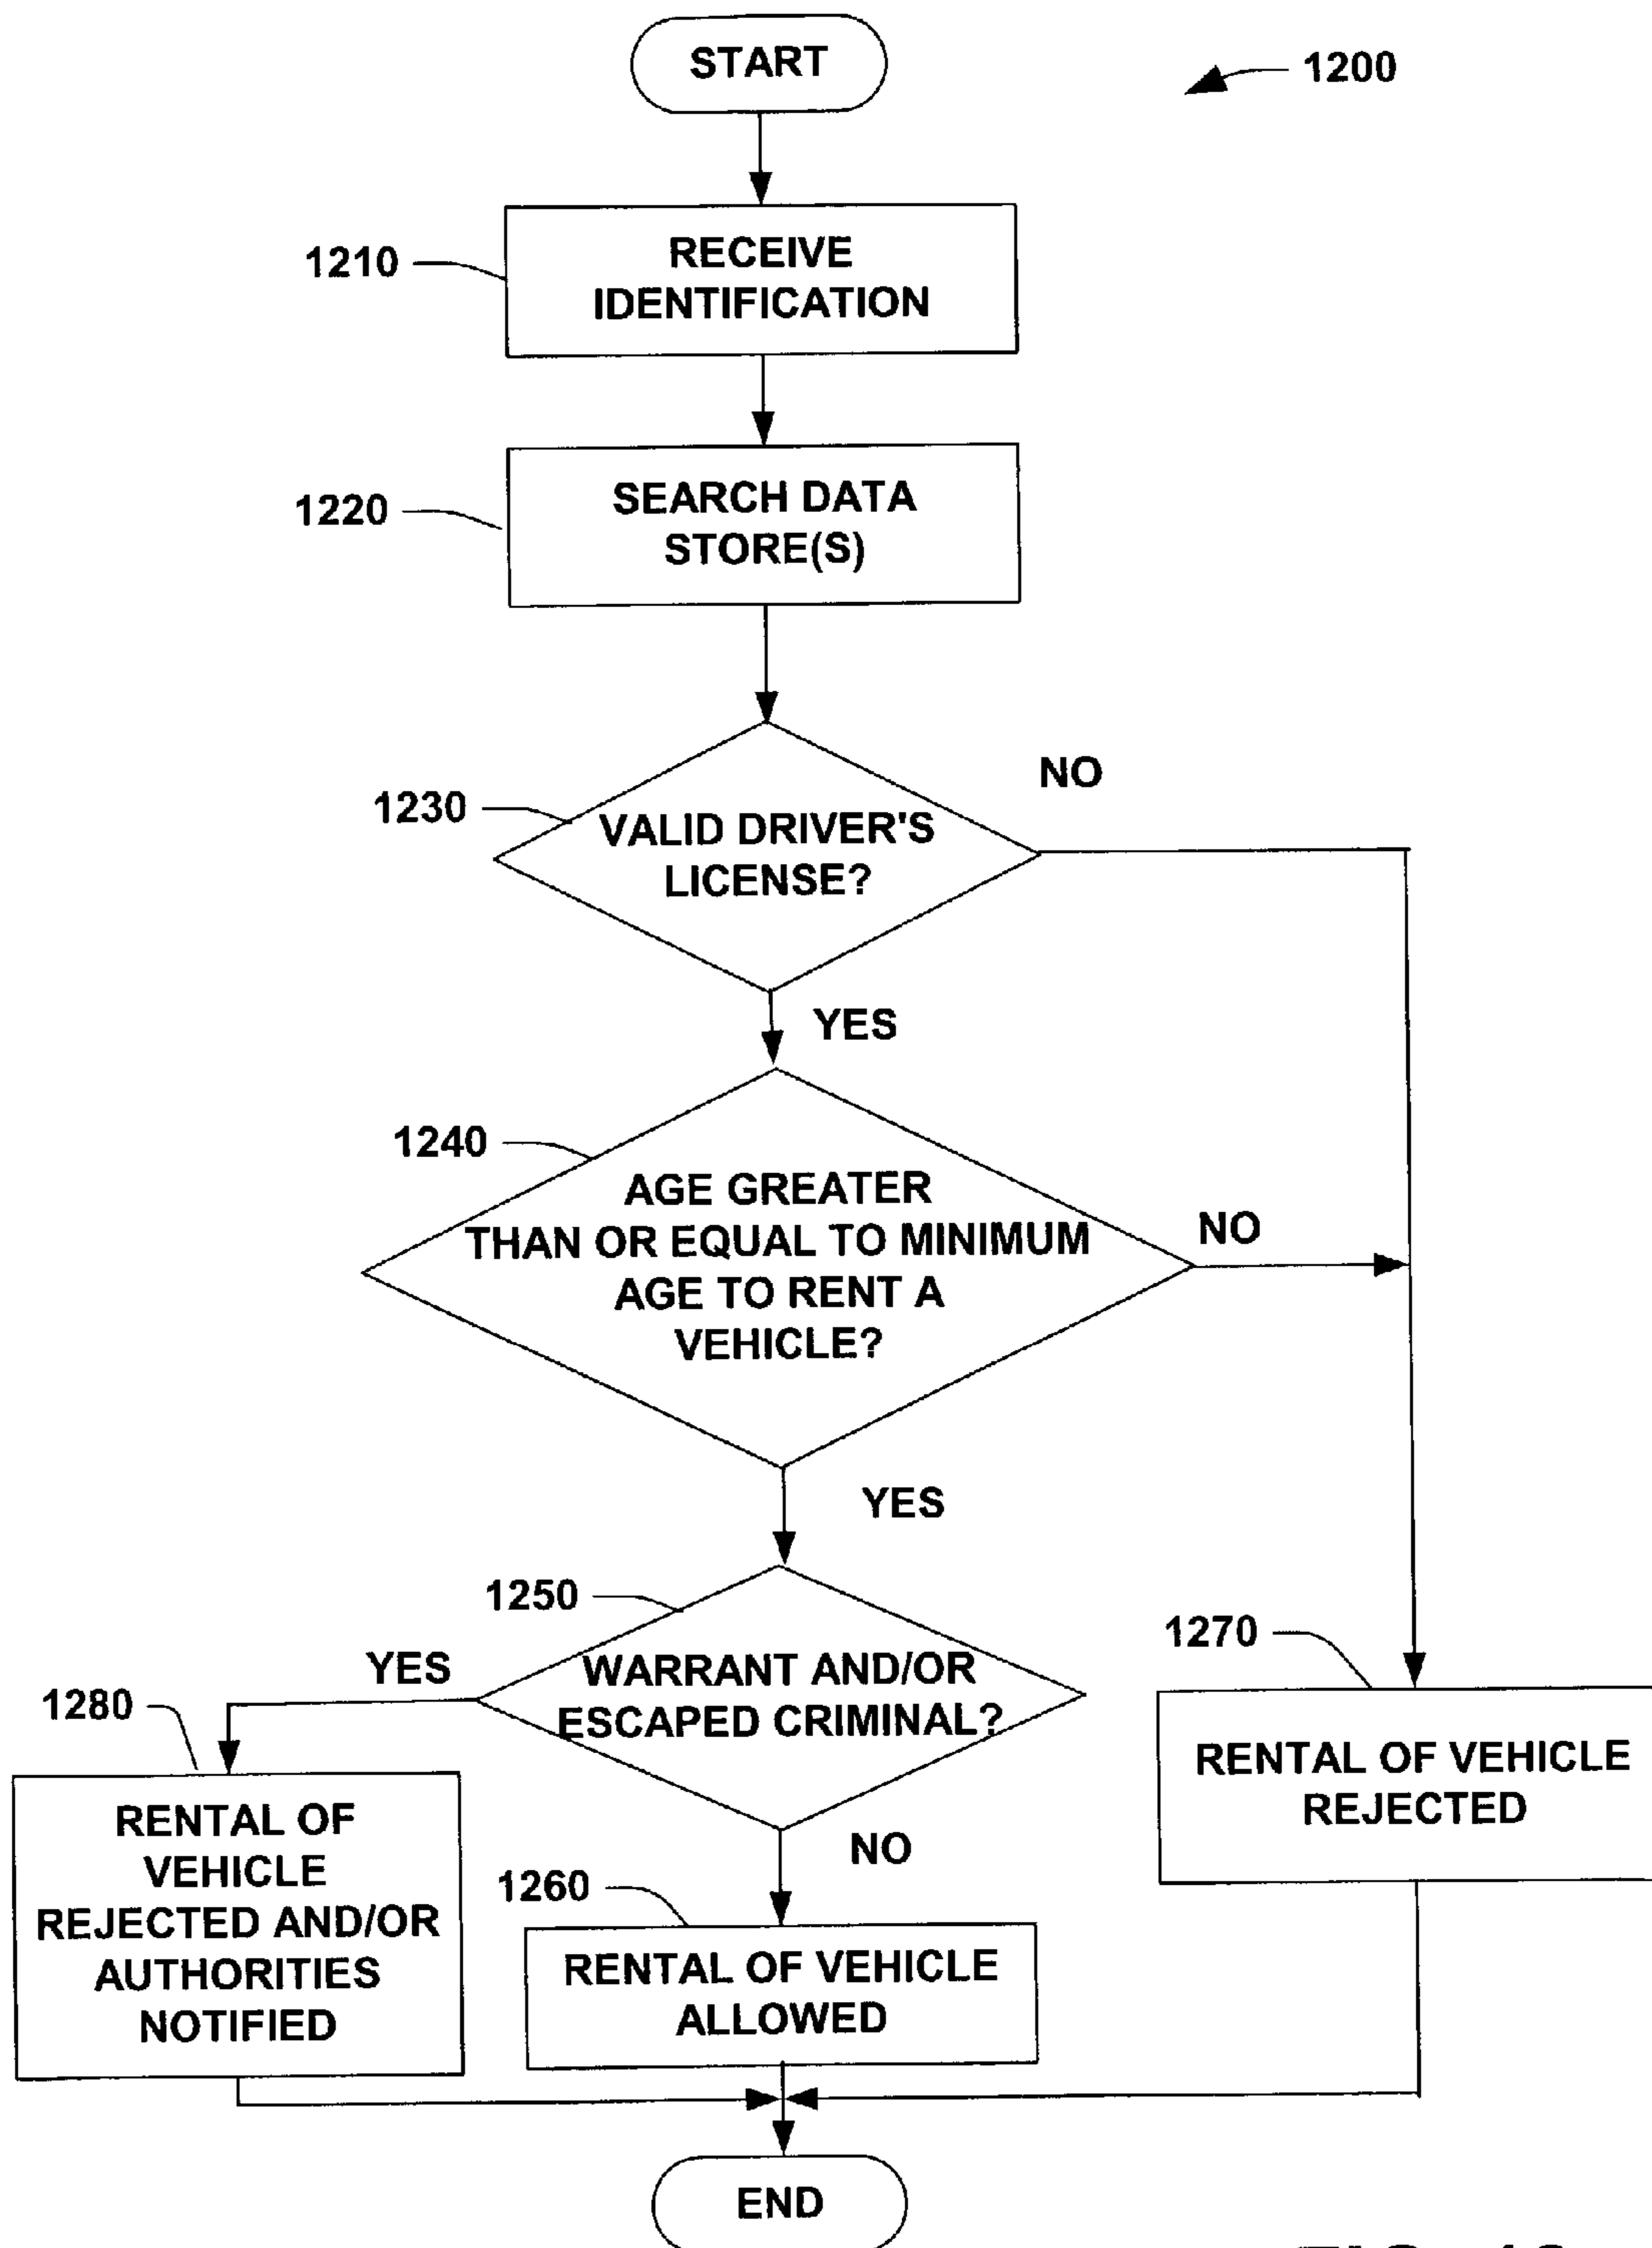 START
1200
1210
RECEIVE
IDENTIFICATION
1220
SEARCH DATA
STORE(S)
1230
VALID DRIVER'S
LICENSE?
NO
YES
1240
AGE GREATER
THAN OR EQUAL TO MINIMUM
AGE TO RENT A
VEHICLE?
NO
YES
1250
WARRANT AND/OR
ESCAPED CRIMINAL?
YES
NO
1280
RENTAL OF
VEHICLE
REJECTED AND/OR
AUTHORITIES
NOTIFIED
1260
RENTAL OF VEHICLE
ALLOWED
1270
RENTAL OF VEHICLE
REJECTED
END